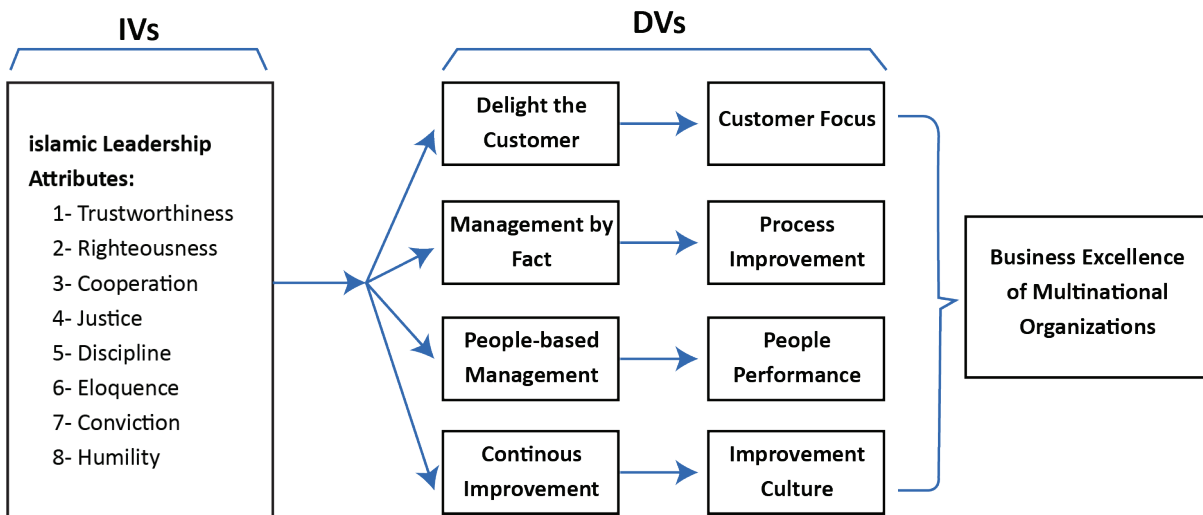 IVs
DVs
islamic Leadership
Attributes:
1- Trustworthiness
2- Righteousness
3- Cooperation
4- Justice
5- Discipline
6- Eloquence
7- Conviction
8- Humility
Delight the
Customer
Customer Focus
Management by
Fact
Process
Improvement
People-based
Management
People
Performance
Continous
Improvement
Improvement
Culture
Business Excellence
of Multinational
Organizations